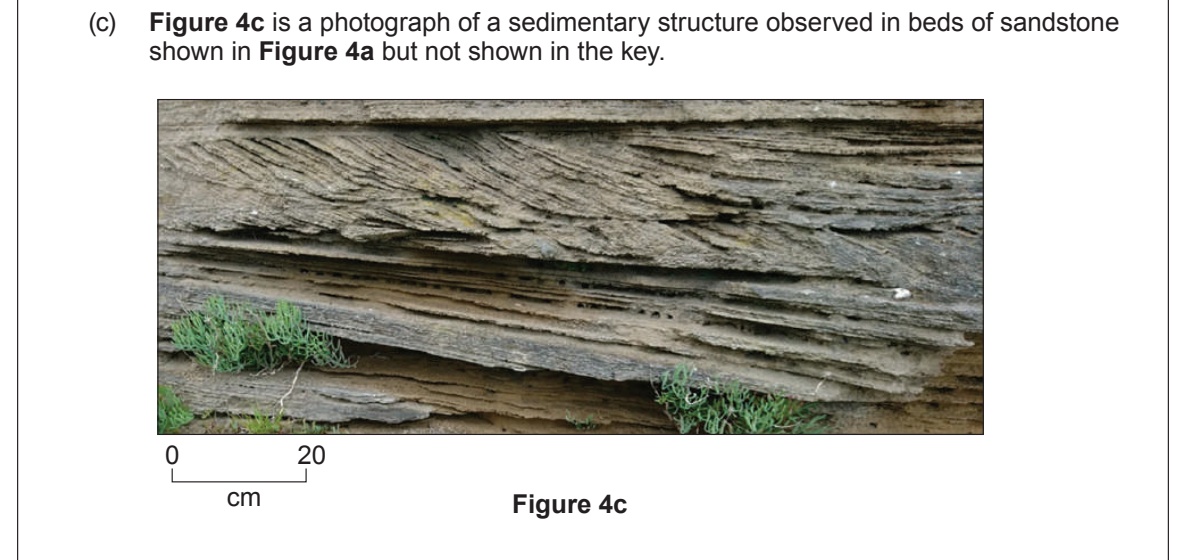 (c) Figure 4c is a photograph of a sedimentary structure observed in beds of sandstone
shown in Figure 4a but not shown in the key.
0 20
cm
Figure 4c